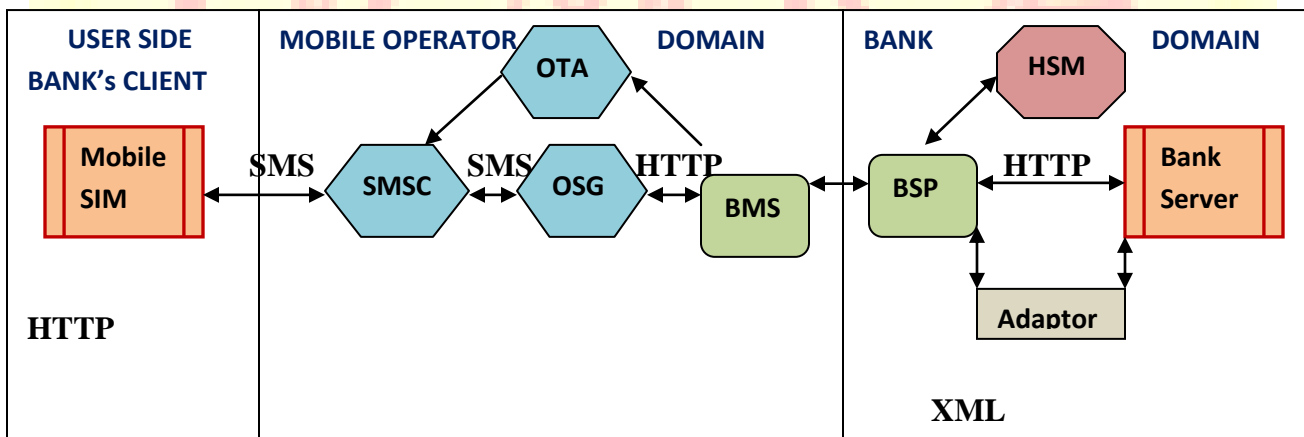 USER SIDE
BANK's CLIENT
MOBILE OPERATOR DOMAIN
BANK DOMAIN
OTA
HSM
Mobile
SIM
SMS
SMSC
SMS
OSG
HTTP
BMS
BSP
HTTP
Bank
Server
Adaptor
HTTP
XML